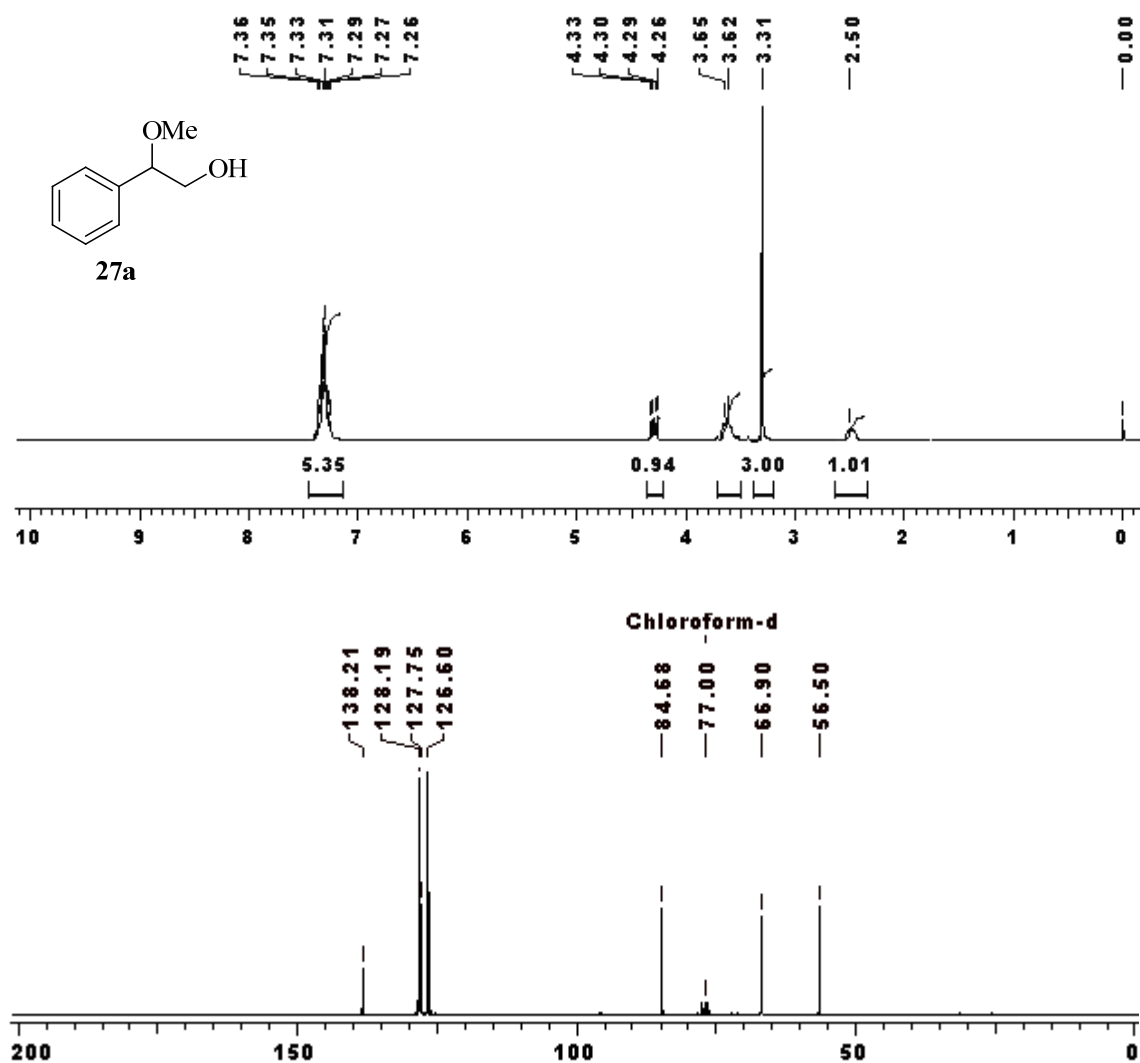 7.36 7.35 7.33 7.31 7.29 7.27 7.26 4.33 4.30 4.29 4.26 3.65 3.62 3.31 2.50 0.00
OMe
OH
27a
5.35 0.94 3.00 1.01
10 9 8 7 6 5 4 3 2 1 0
Chloroform-d
138.21 128.19 127.75 126.60 84.68 77.00 66.90 56.50
200 150 100 50 0